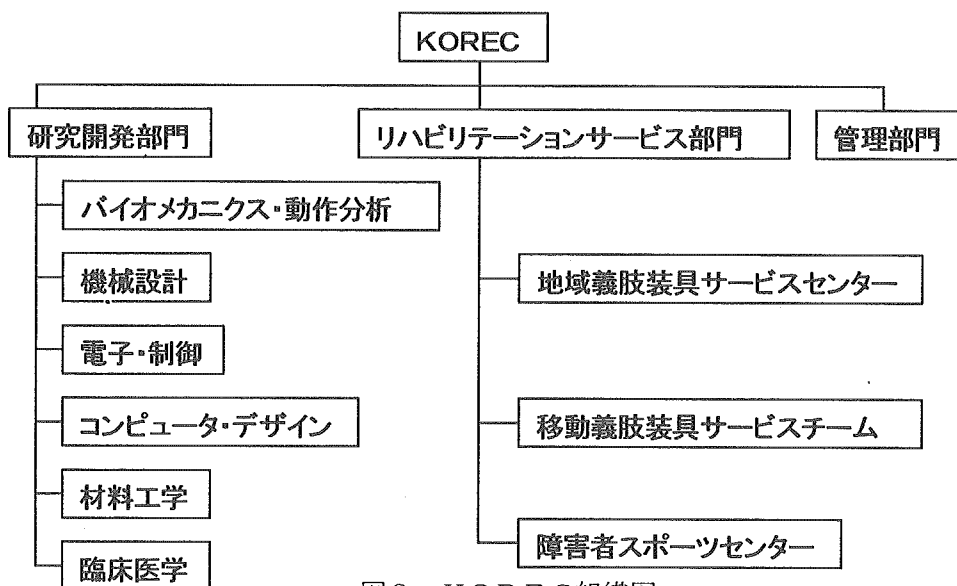 KOREC
研究開発部門
リハビリテーションサービス部門
管理部門
バイオメカニクス・動作分析
機械設計
電子・制御
コンピュータ・デザイン
材料工学
臨床医学
地域義肢装具サービスセンター
移動義肢装具サービスチーム
障害者スポーツセンター